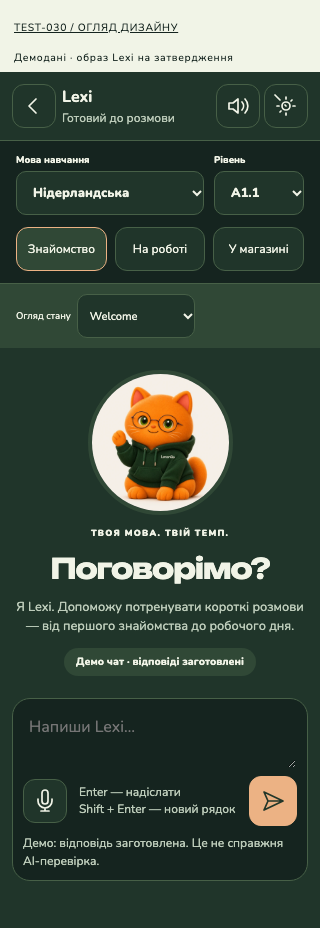 TEST-030 / ОГЛЯД ДИЗАЙНУ
Демодані · образ Lexi на затвердження
Lexi
Готовий до розмови
Мова навчання
Рівень
Нідерландська
A1.1
Знайомство
На роботі
У магазині
Огляд стану
Welcome
ТВОЯ МОВА. ТВІЙ ТЕМП.
Поговорімо?
Я Lexi. Допоможу потренувати короткі розмови
— від першого знайомства до робочого дня.
Демо чат · відповіді заготовлені
Напиши Lexi...
Enter — надіслати
Shift + Enter — новий рядок
Демо: відповідь заготовлена. Це не справжня
AI-перевірка.